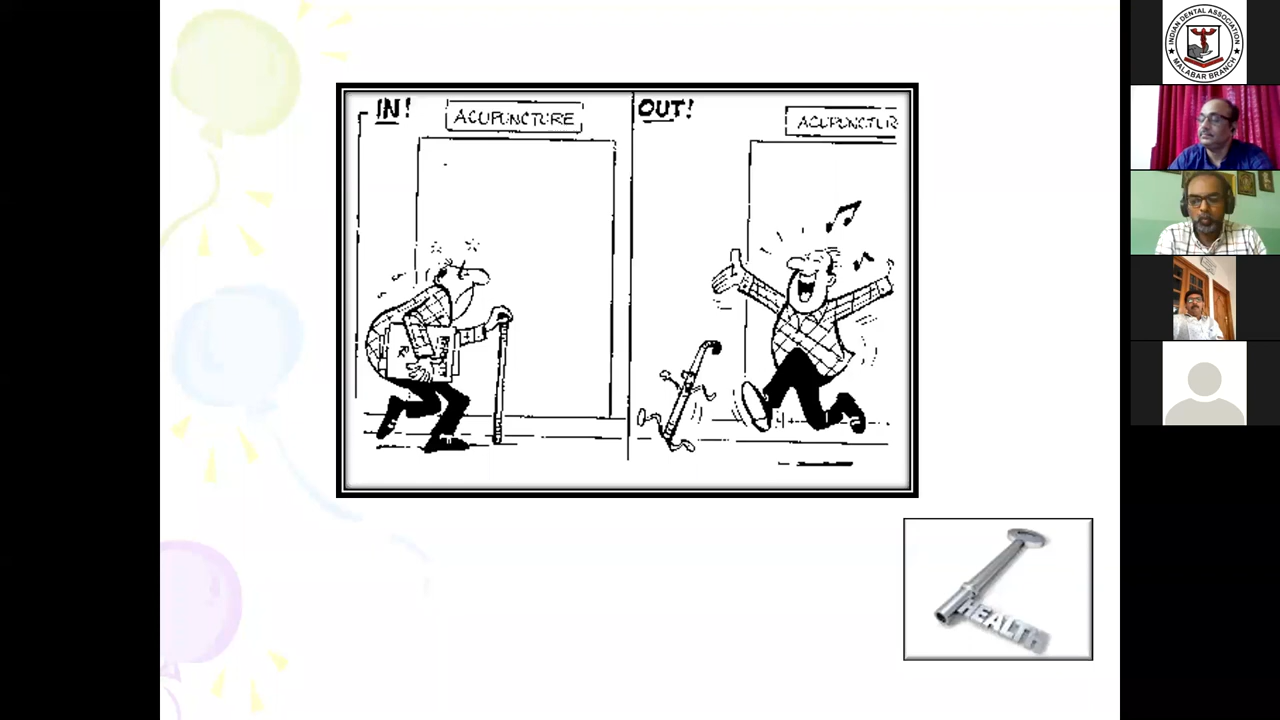 IN!
ACUPUNCTURE
OUT!
ACUPUNCTUR
HEALTH
INDIAN DENTAL ASSOCIATION
MALABAR BRANCH